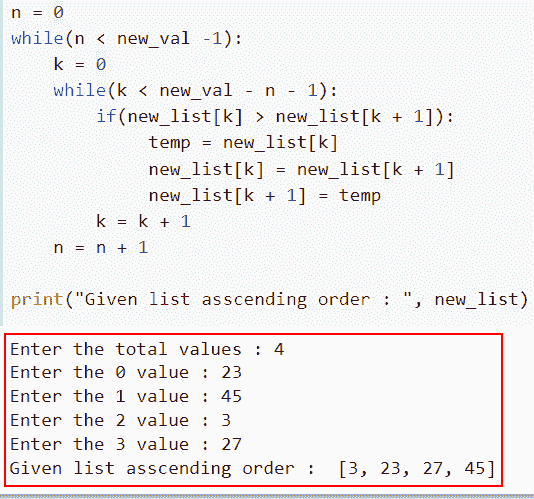 n = 0
while(n < new_val -1):
    k = 0
    while(k < new_val - n - 1):
        if(new_list[k] > new_list[k + 1]):
            temp = new_list[k]
            new_list[k] = new_list[k + 1]
            new_list[k + 1] = temp
        k = k + 1
    n = n + 1
print("Given list asscending order : ", new_list)
Enter the total values : 4
Enter the 0 value : 23
Enter the 1 value : 45
Enter the 2 value : 3
Enter the 3 value : 27
Given list asscending order :  [3, 23, 27, 45]